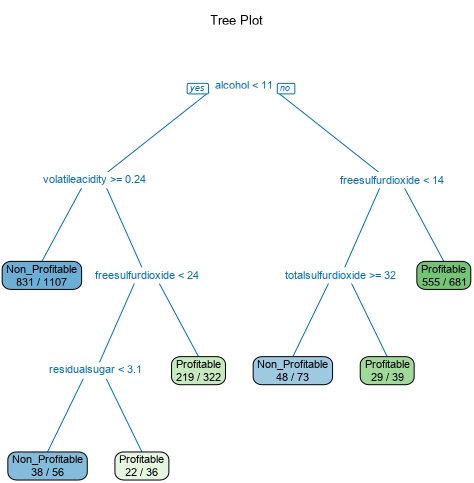 Tree Plot
yes alcohol < 11 no
volatileacidity >= 0.24
freesulfurdioxide < 14
Non_Profitable
831 / 1107
freesulfurdioxide < 24
totalsulfurdioxide >= 32
Profitable
555 / 681
residualsugar < 3.1
Profitable
219 / 322
Non_Profitable
48 / 73
Profitable
29 / 39
Non_Profitable
38 / 56
Profitable
22 / 36